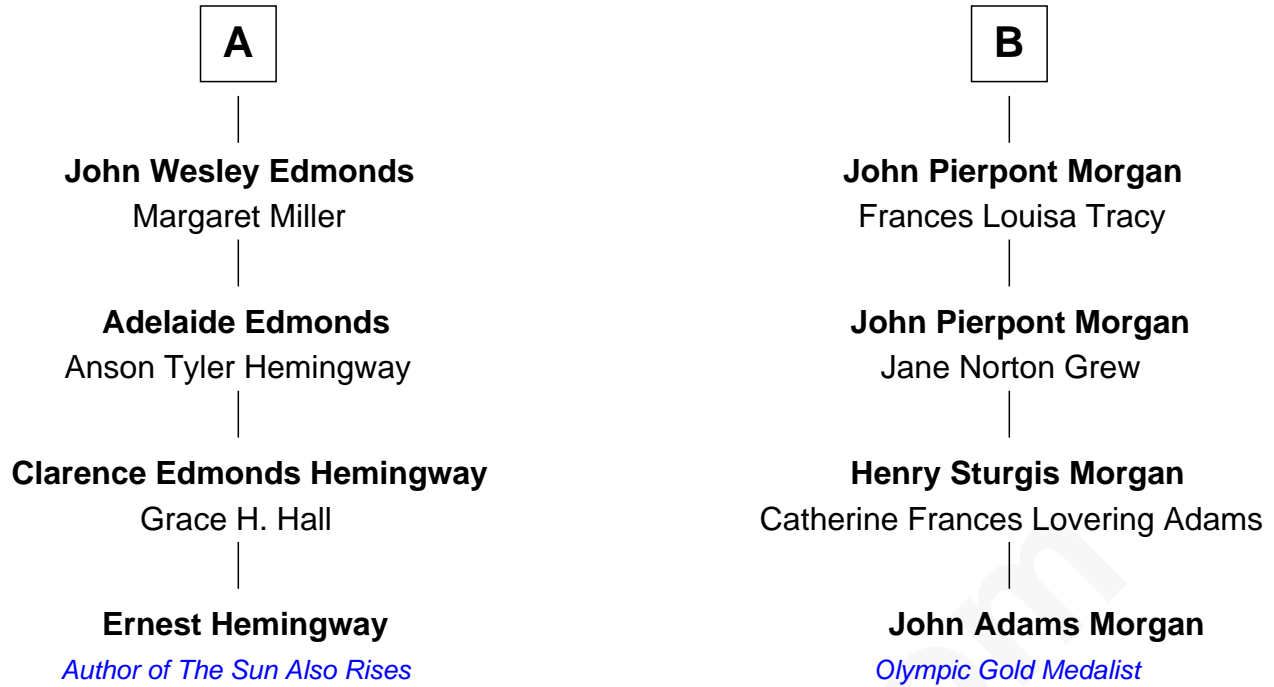 A
John Wesley Edmonds
Margaret Miller
Adelaide Edmonds
Anson Tyler Hemingway
Clarence Edmonds Hemingway
Grace H. Hall
Ernest Hemingway
Author of The Sun Also Rises
B
John Pierpont Morgan
Frances Louisa Tracy
John Pierpont Morgan
Jane Norton Grew
Henry Sturgis Morgan
Catherine Frances Lovering Adams
John Adams Morgan
Olympic Gold Medalist